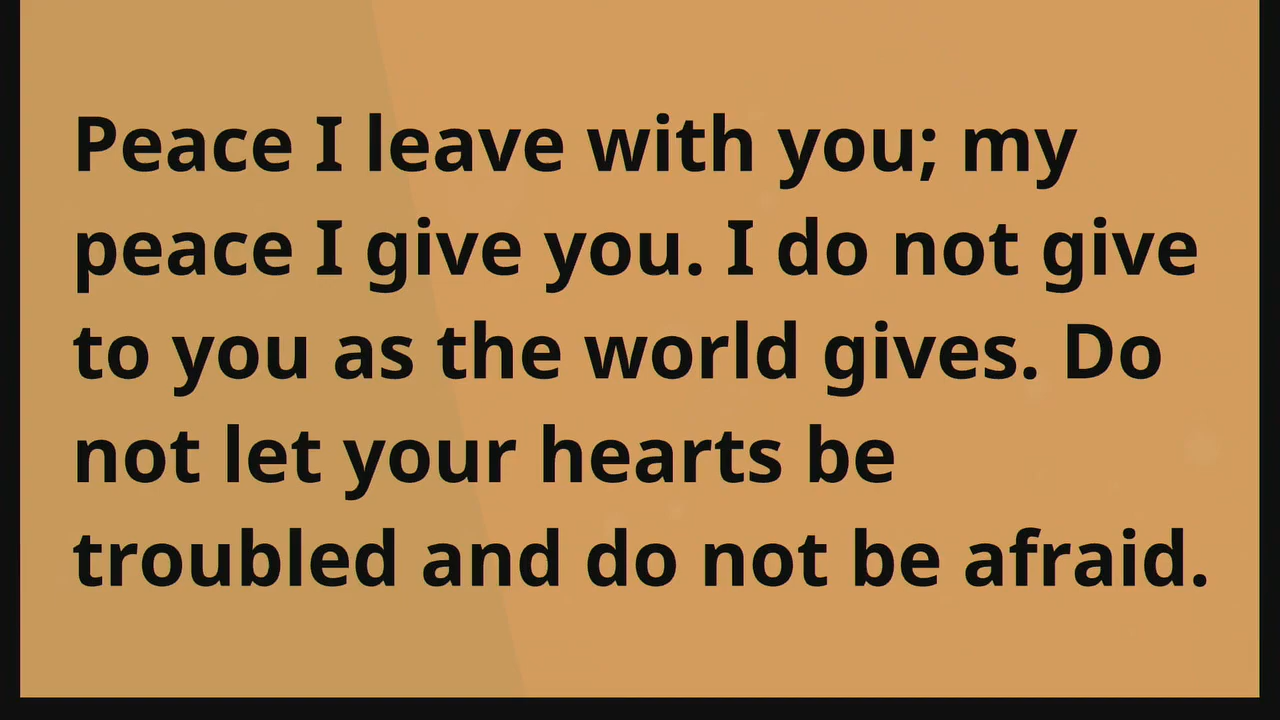 Peace I leave with you; my
peace I give you. I do not give
to you as the world gives. Do
not let your hearts be
troubled and do not be afraid.